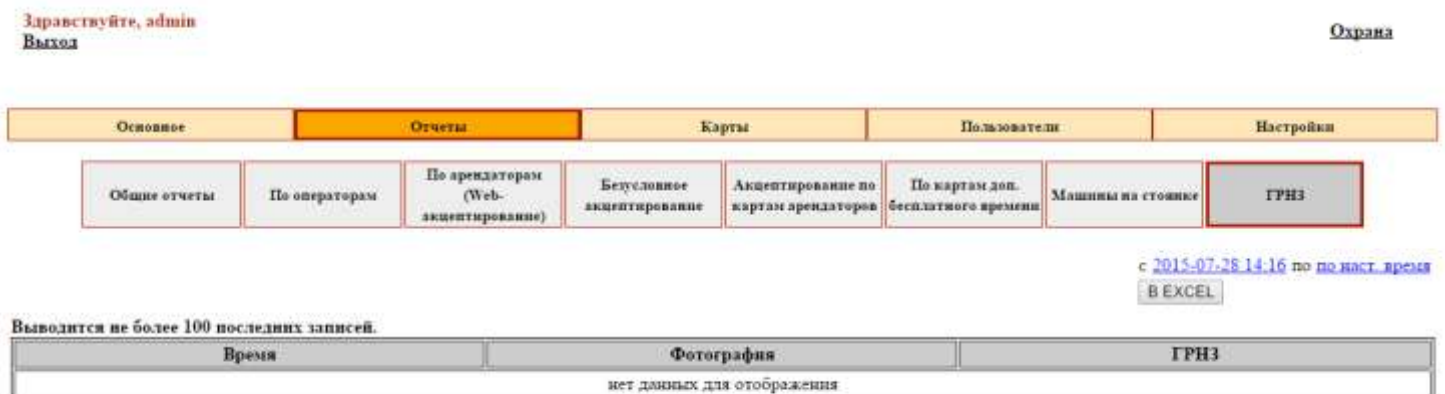 Здравствуйте, admin
Выход
Охрана
Основное
Отчеты
Карты
Пользователи
Настройки
Общие отчеты
По операторам
По арендаторам
(Web-
акцептирование)
Безусловное
акцептирование
Акцептирование по
картам арендаторов
По картам доп.
бесплатного времени
Машины на стоянке
ГРНЗ
с 2015-07-28 14:16 по по наст. время
В EXCEL
Выводится не более 100 последних записей.
Время
Фотография
ГРНЗ
нет данных для отображения